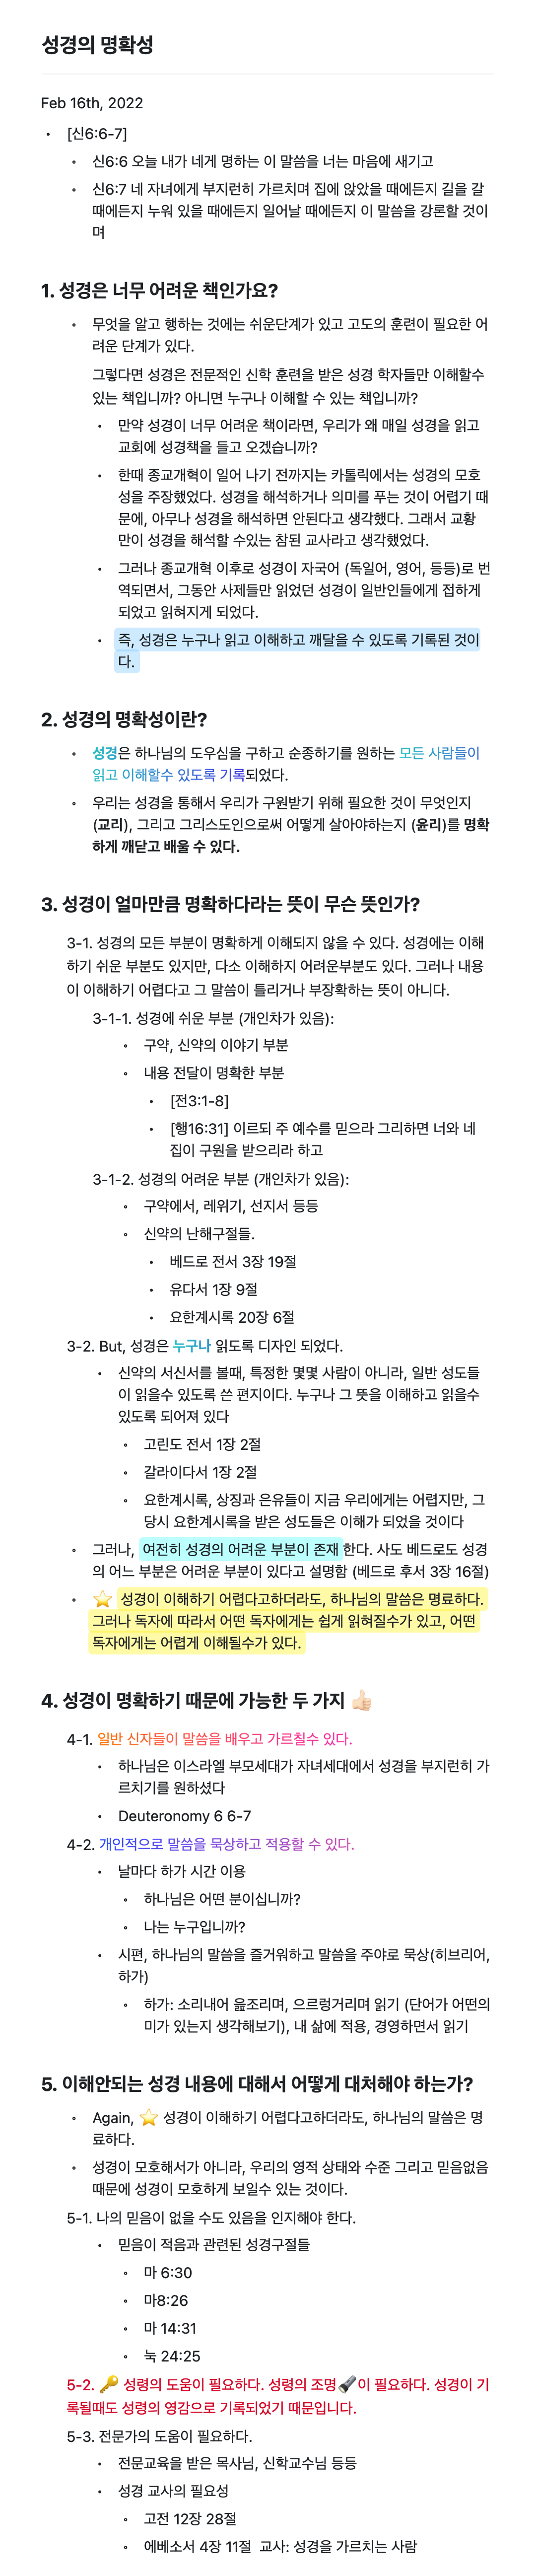 성경의 명확성
Feb 16th, 2022
[신6:6-7]
신6:6 오늘 내가 네게 명하는 이 말씀을 너는 마음에 새기고
신6:7 네 자녀에게 부지런히 가르치며 집에 앉았을 때에든지 길을 갈
때에든지 누워 있을 때에든지 일어날 때에든지 이 말씀을 강론할 것이
며
1. 성경은 너무 어려운 책인가요?
무엇을 알고 행하는 것에는 쉬운단계가 있고 고도의 훈련이 필요한 어
려운 단계가 있다.
그렇다면 성경은 전문적인 신학 훈련을 받은 성경 학자들만 이해할수
있는 책입니까? 아니면 누구나 이해할 수 있는 책입니까?
만약 성경이 너무 어려운 책이라면, 우리가 왜 매일 성경을 읽고
교회에 성경책을 들고 오겠습니까?
한때 종교개혁이 일어 나기 전까지는 카톨릭에서는 성경의 모호
성을 주장했었다. 성경을 해석하거나 의미를 푸는 것이 어렵기 때
문에, 아무나 성경을 해석하면 안된다고 생각했다. 그래서 교황
만이 성경을 해석할 수있는 참된 교사라고 생각했었다.
그러나 종교개혁 이후로 성경이 자국어 (독일어, 영어, 등등)로 번
역되면서, 그동안 사제들만 읽었던 성경이 일반인들에게 접하게
되었고 읽혀지게 되었다.
즉, 성경은 누구나 읽고 이해하고 깨달을 수 있도록 기록된 것이
다.
2. 성경의 명확성이란?
성경은 하나님의 도우심을 구하고 순종하기를 원하는 모든 사람들이
읽고 이해할수 있도록 기록되었다.
우리는 성경을 통해서 우리가 구원받기 위해 필요한 것이 무엇인지
(교리), 그리고 그리스도인으로써 어떻게 살아야하는지 (윤리)를 명확
하게 깨닫고 배울 수 있다.
3. 성경이 얼마만큼 명확하다라는 뜻이 무슨 뜻인가?
3-1. 성경의 모든 부분이 명확하게 이해되지 않을 수 있다. 성경에는 이해
하기 쉬운 부분도 있지만, 다소 이해하지 어려운부분도 있다. 그러나 내용
이 이해하기 어렵다고 그 말씀이 틀리거나 부장확하는 뜻이 아니다.
3-1-1. 성경에 쉬운 부분 (개인차가 있음):
구약, 신약의 이야기 부분
내용 전달이 명확한 부분
[전3:1-8]
[행16:31] 이르되 주 예수를 믿으라 그리하면 너와 네
집이 구원을 받으리라 하고
3-1-2. 성경의 어려운 부분 (개인차가 있음):
구약에서, 레위기, 선지서 등등
신약의 난해구절들.
베드로 전서 3장 19절
유다서 1장 9절
요한계시록 20장 6절
3-2. But, 성경은 누구나 읽도록 디자인 되었다.
신약의 서신서를 볼때, 특정한 몇몇 사람이 아니라, 일반 성도들
이 읽을수 있도록 쓴 편지이다. 누구나 그 뜻을 이해하고 읽을수
있도록 되어져 있다
고린도 전서 1장 2절
갈라이다서 1장 2절
요한계시록, 상징과 은유들이 지금 우리에게는 어렵지만, 그
당시 요한계시록을 받은 성도들은 이해가 되었을 것이다
그러나, 여전히 성경의 어려운 부분이 존재한다. 사도 베드로도 성경
의 어느 부분은 어려운 부분이 있다고 설명함 (베드로 후서 3장 16절)
⭐ 성경이 이해하기 어렵다고하더라도, 하나님의 말씀은 명료하다.
그러나 독자에 따라서 어떤 독자에게는 쉽게 읽혀질수가 있고, 어떤
독자에게는 어렵게 이해될수가 있다.
4. 성경이 명확하기 때문에 가능한 두 가지 👍🏻
4-1. 일반 신자들이 말씀을 배우고 가르칠수 있다.
하나님은 이스라엘 부모세대가 자녀세대에서 성경을 부지런히 가
르치기를 원하셨다
Deuteronomy 6 6-7
4-2. 개인적으로 말씀을 묵상하고 적용할 수 있다.
날마다 하가 시간 이용
하나님은 어떤 분이십니까?
나는 누구입니까?
시편, 하나님의 말씀을 즐거워하고 말씀을 주야로 묵상(히브리어,
하가)
하가: 소리내어 읊조리며, 으르렁거리며 읽기 (단어가 어떤의
미가 있는지 생각해보기), 내 삶에 적용, 경영하면서 읽기
5. 이해안되는 성경 내용에 대해서 어떻게 대처해야 하는가?
Again, ⭐ 성경이 이해하기 어렵다고하더라도, 하나님의 말씀은 명
료하다.
성경이 모호해서가 아니라, 우리의 영적 상태와 수준 그리고 믿음없음
때문에 성경이 모호하게 보일수 있는 것이다.
5-1. 나의 믿음이 없을 수도 있음을 인지해야 한다.
믿음이 적음과 관련된 성경구절들
마 6:30
마8:26
마 14:31
눅 24:25
5-2. 🔑 성령의 도움이 필요하다. 성령의 조명🔦이 필요하다. 성경이 기
록될때도 성령의 영감으로 기록되었기 때문입니다.
5-3. 전문가의 도움이 필요하다.
전문교육을 받은 목사님, 신학교수님 등등
성경 교사의 필요성
고전 12장 28절
에베소서 4장 11절 교사: 성경을 가르치는 사람